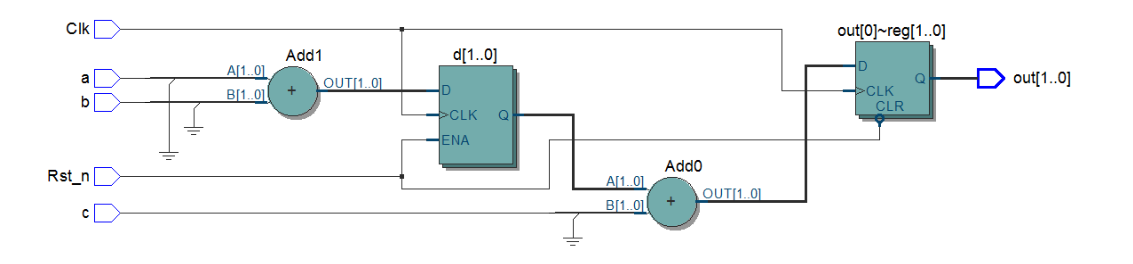 Clk
out[0]~reg[1..0]
Add1
d[1..0]
a
A[1..0]
OUT[1..0]
D
Q
out[1..0]
b
B[1..0]
+
D
CLK
CLR
CLK
Q
ENA
Add0
Rst_n
A[1..0]
OUT[1..0]
c
B[1..0]
+